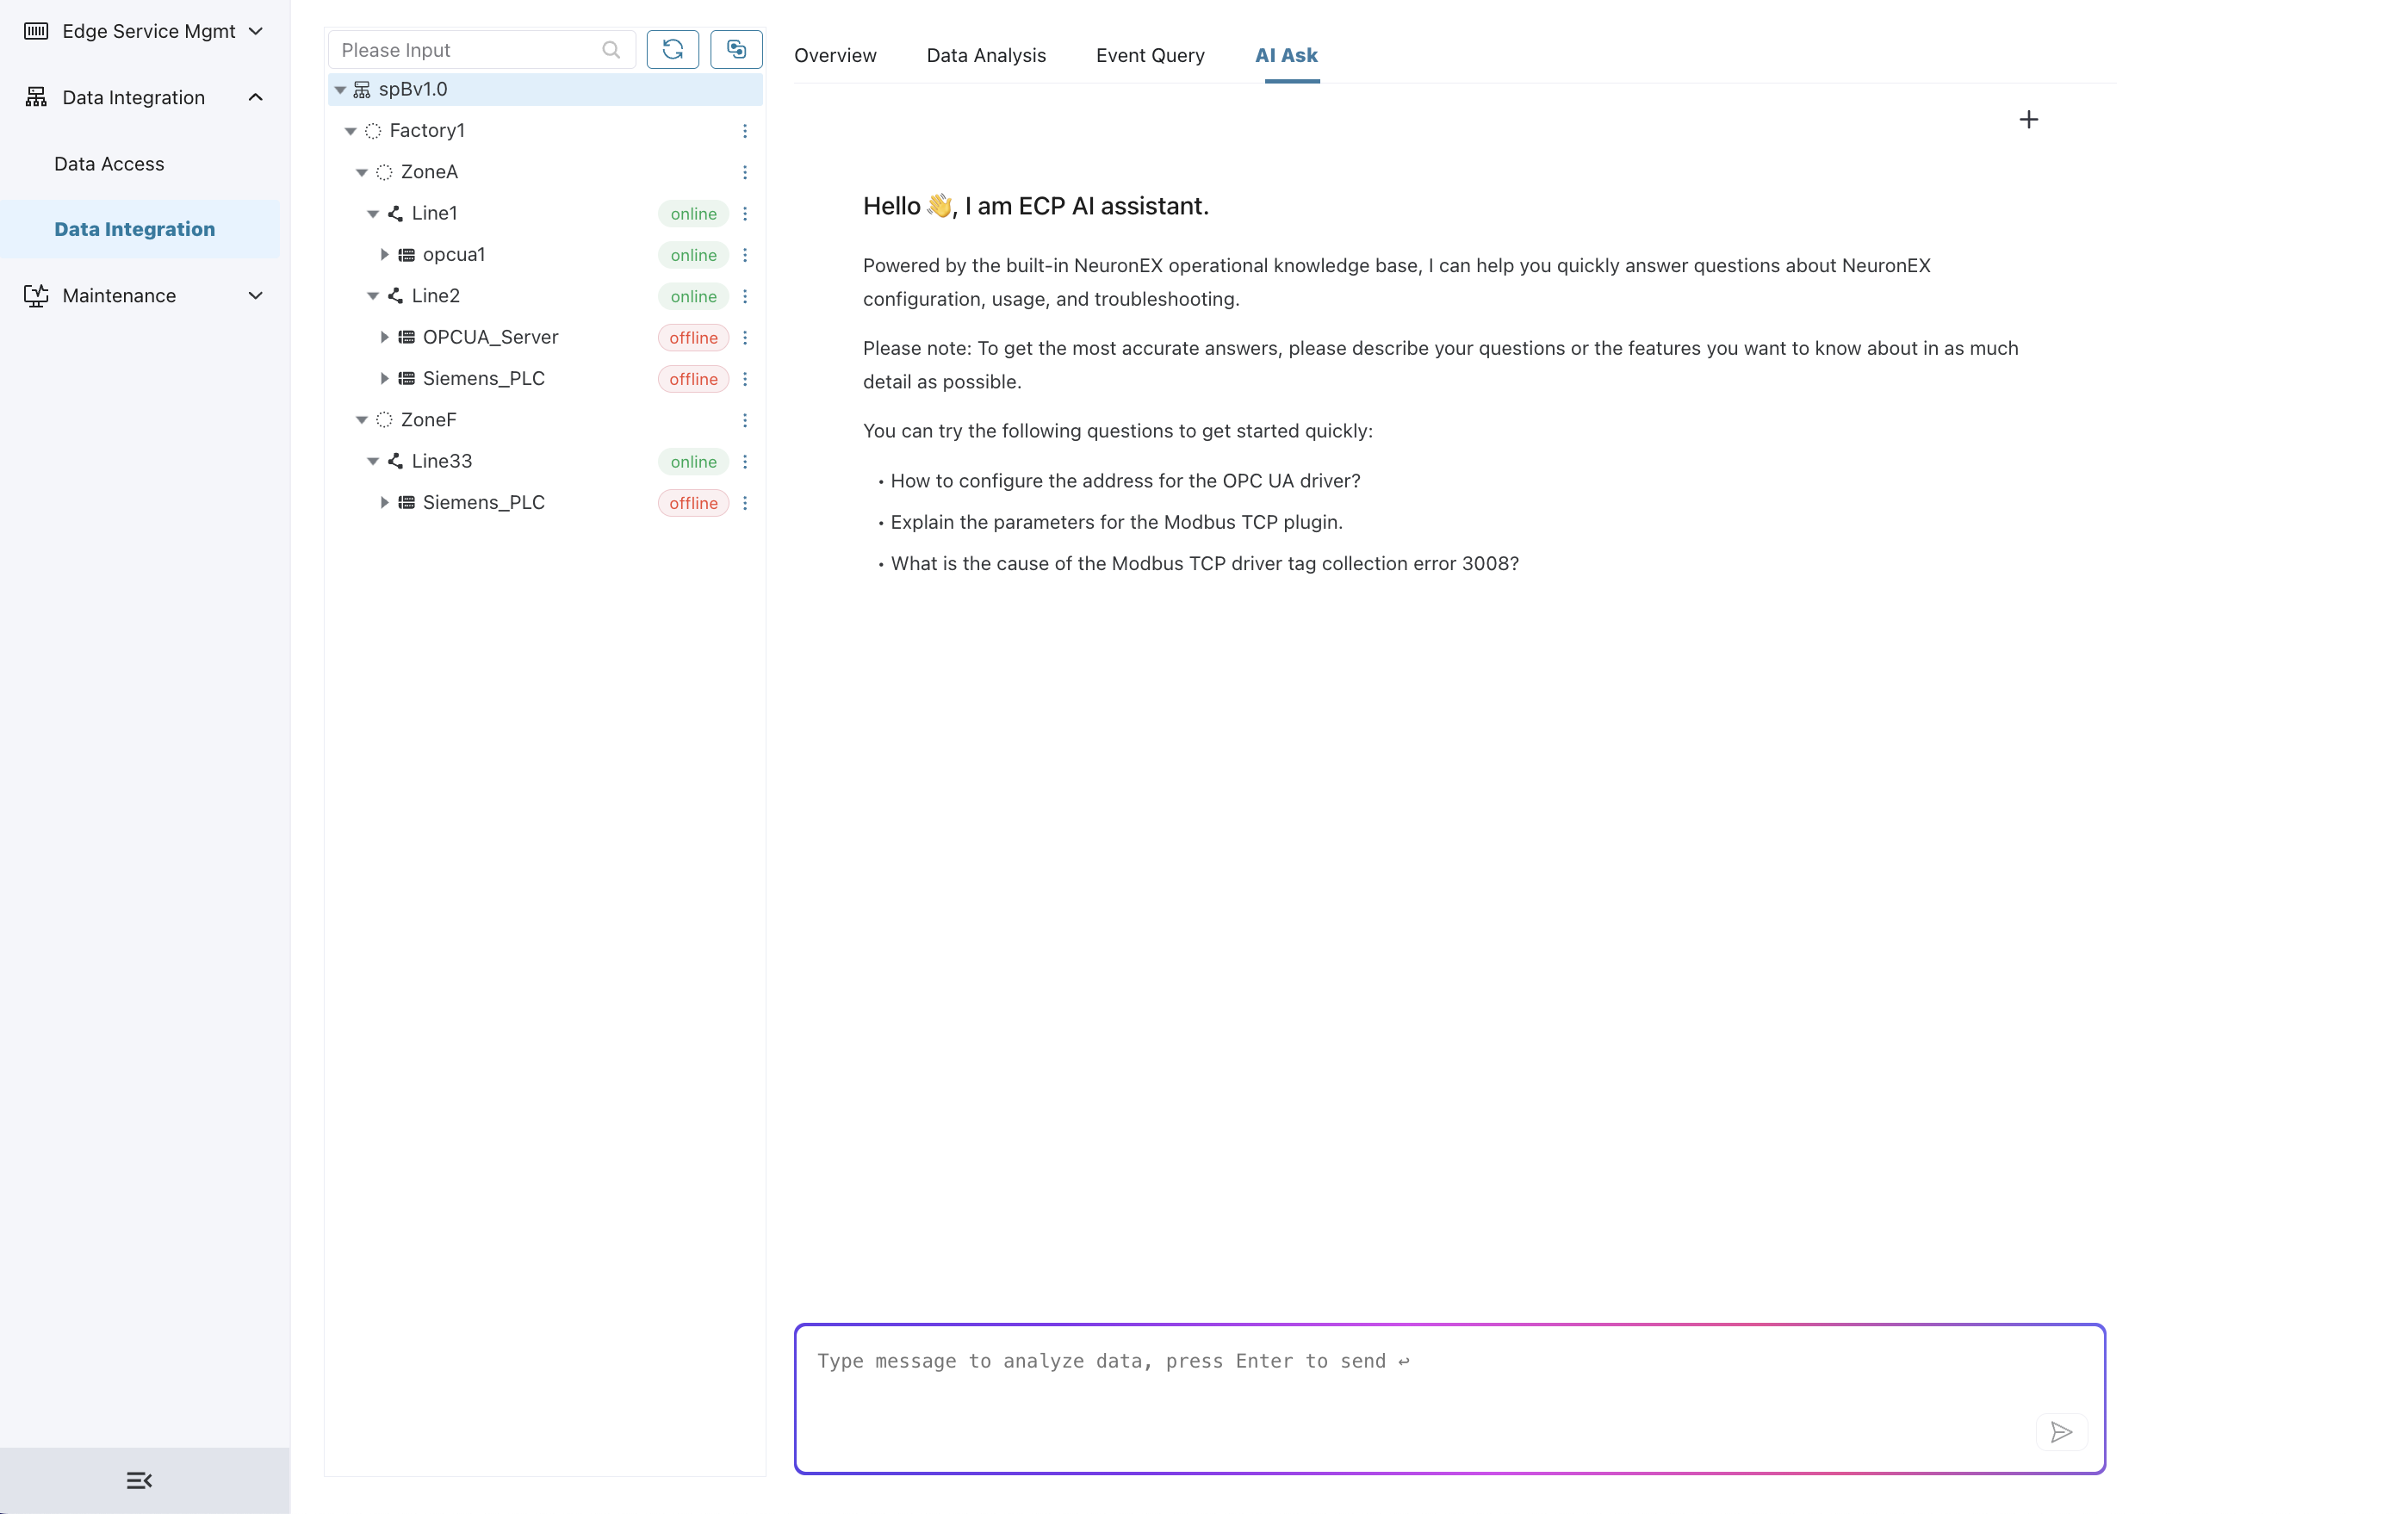 Edge Service Mgmt
Data Integration
Data Access
Data Integration
Maintenance
Please Input
spBv1.0
Factory1
ZoneA
Line1 online
opcua1 online
Line2 online
OPCUA_Server offline
Siemens_PLC offline
ZoneF
Line33 online
Siemens_PLC offline
Overview Data Analysis Event Query AI Ask
Hello 👋, I am ECP AI assistant.
Powered by the built-in NeuronEX operational knowledge base, I can help you quickly answer questions about NeuronEX
configuration, usage, and troubleshooting.
Please note: To get the most accurate answers, please describe your questions or the features you want to know about in as much
detail as possible.
You can try the following questions to get started quickly:
• How to configure the address for the OPC UA driver?
• Explain the parameters for the Modbus TCP plugin.
• What is the cause of the Modbus TCP driver tag collection error 3008?
Type message to analyze data, press Enter to send ↩